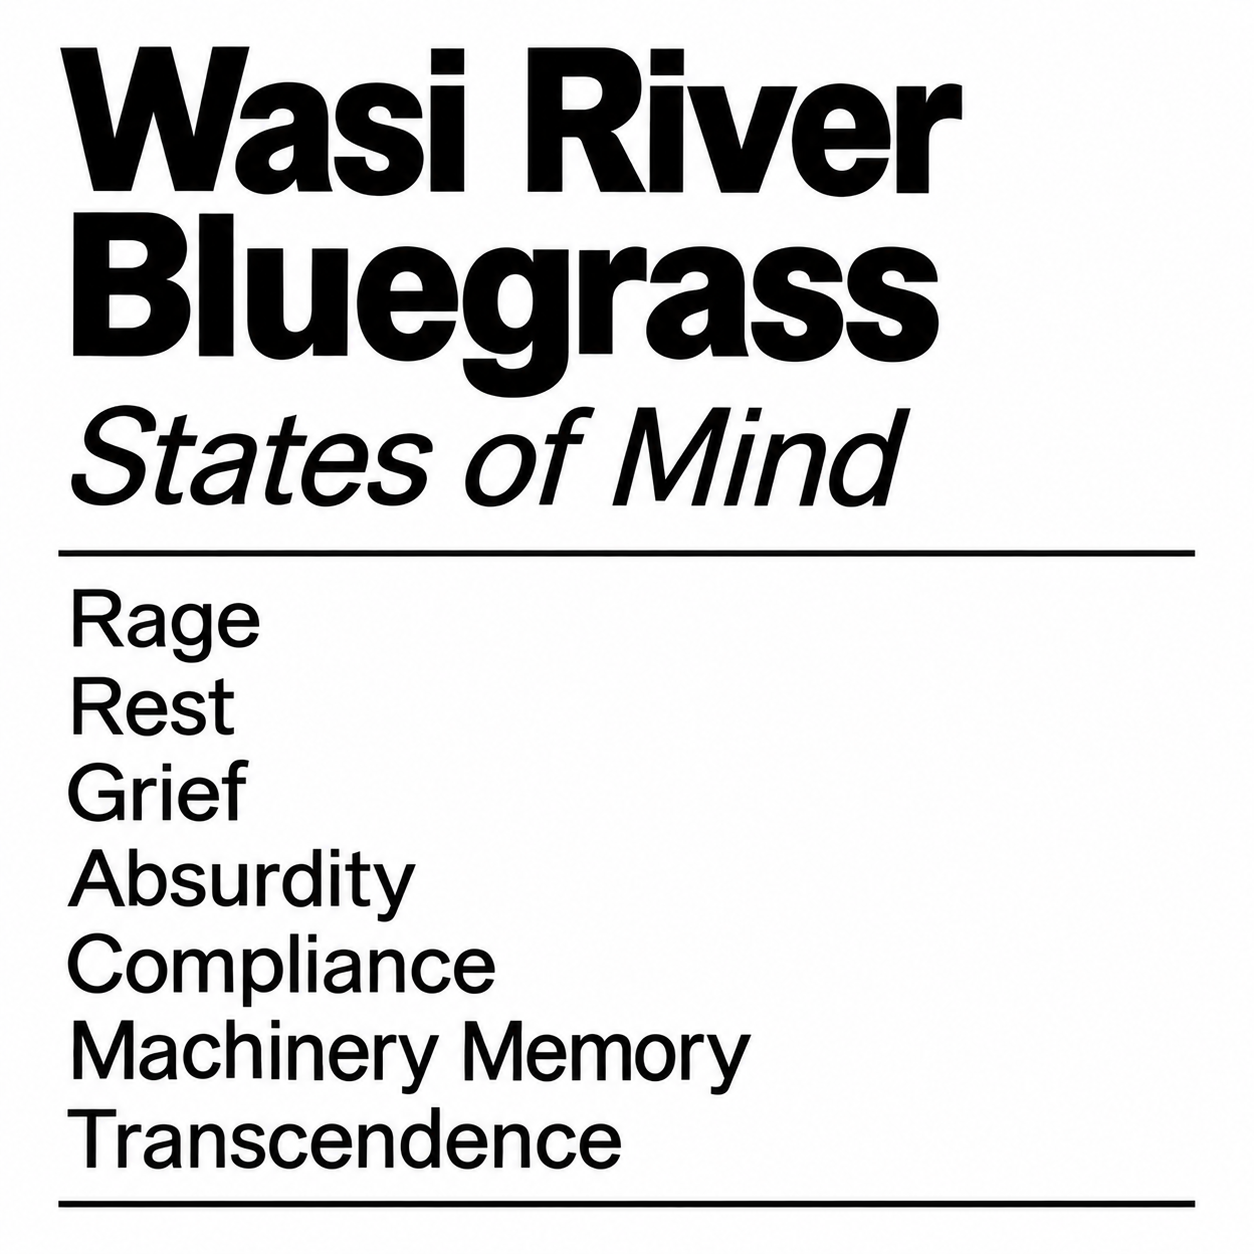 Wasi River
Bluegrass
States of Mind
Rage
Rest
Grief
Absurdity
Compliance
Machinery Memory
Transcendence